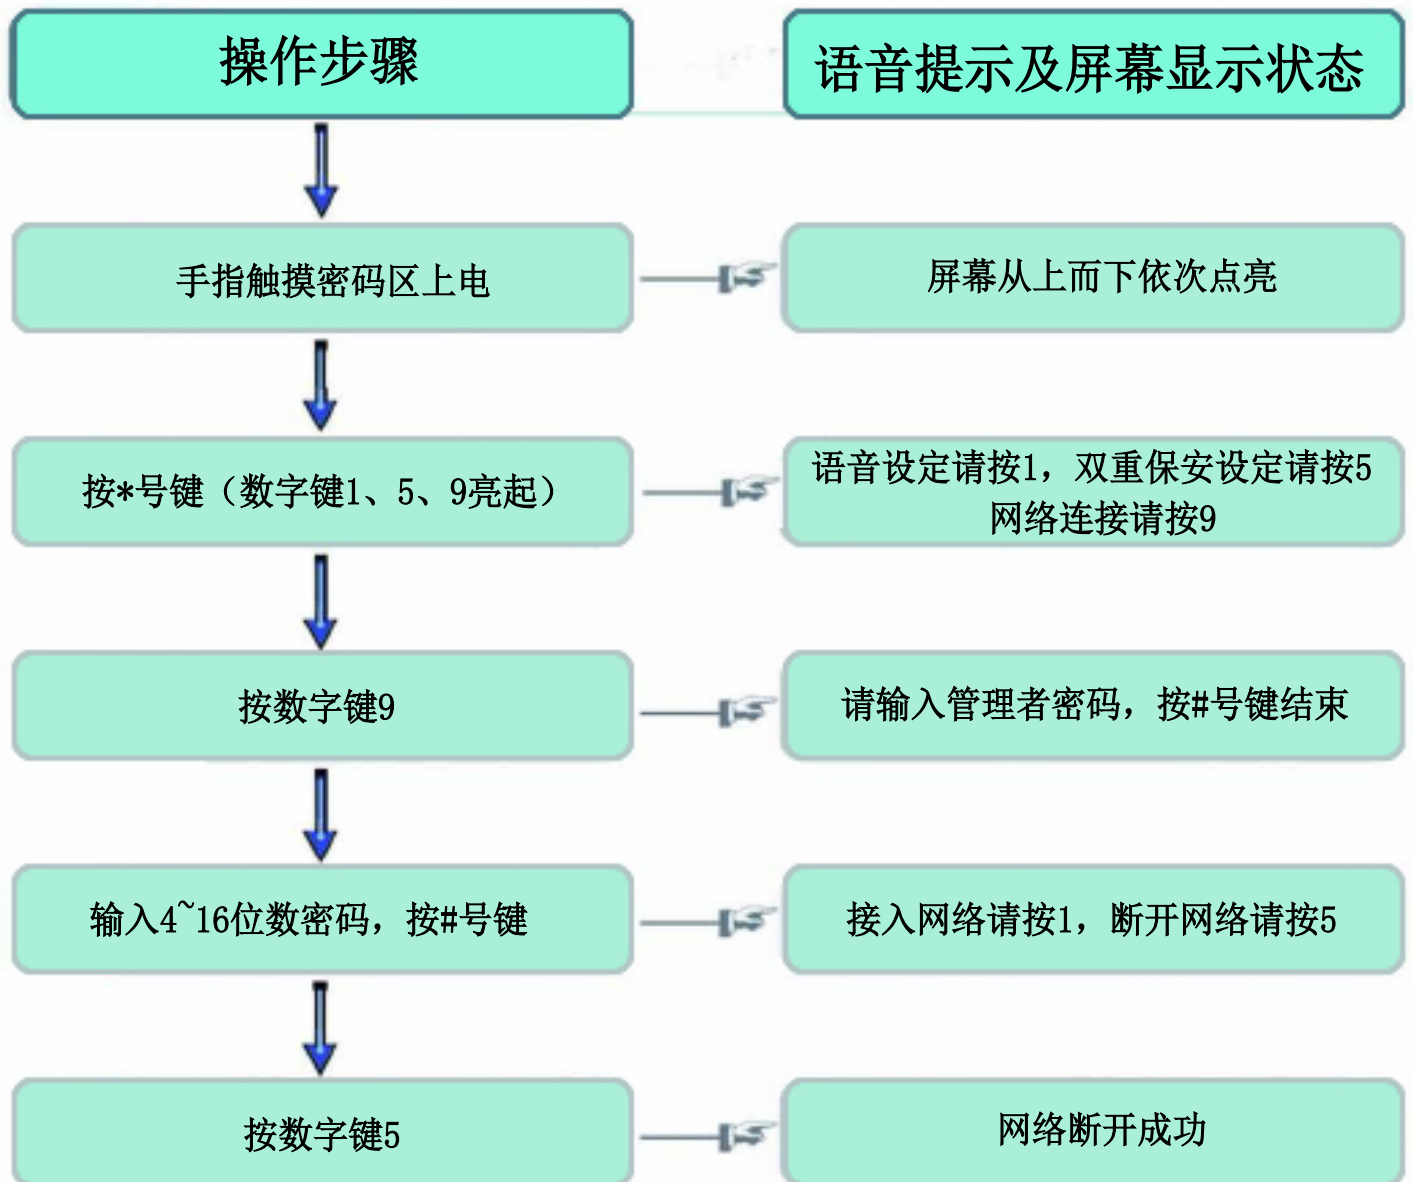 操作步骤
语音提示及屏幕显示状态
手指触摸密码区上电
屏幕从上而下依次点亮
按*号键（数字键1、5、9亮起）
语音设定请按1，双重保安设定请按5
网络连接请按9
按数字键9
请输入管理者密码，按#号键结束
输入4~16位数密码，按#号键
接入网络请按1，断开网络请按5
按数字键5
网络断开成功